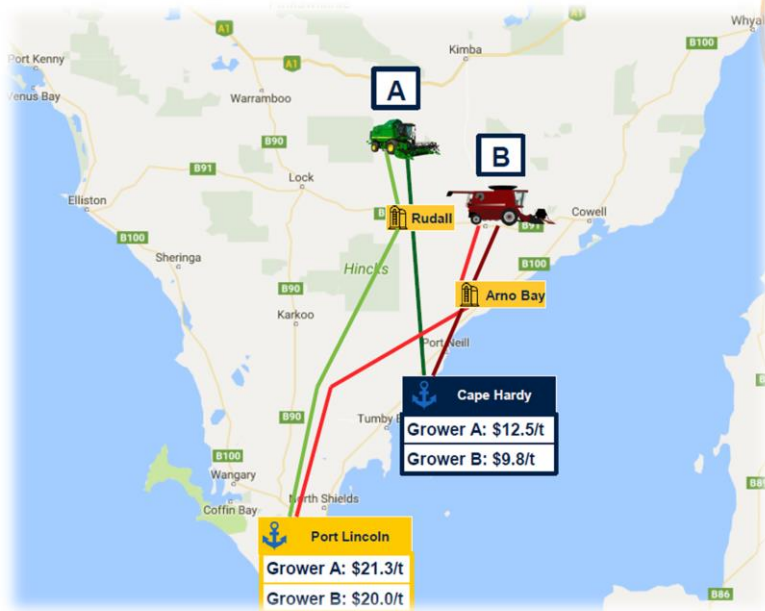 Whyal
B100
Port Kenny
A1
A1
Kimba
Venus Bay
Warramboo
A
B90
B
B91
Lock
Elliston
B100
Rudall
B91
Cowell
Sheringa
Hincks
B100
B90
Arno Bay
Karkoo
Port Neill
Cape Hardy
B90
Tumby B
Grower A: $12.5/t
Grower B: $9.8/t
B100
Wangary
North Shields
Coffin Bay
Port Lincoln
Grower A: $21.3/t
Grower B: $20.0/t
B86